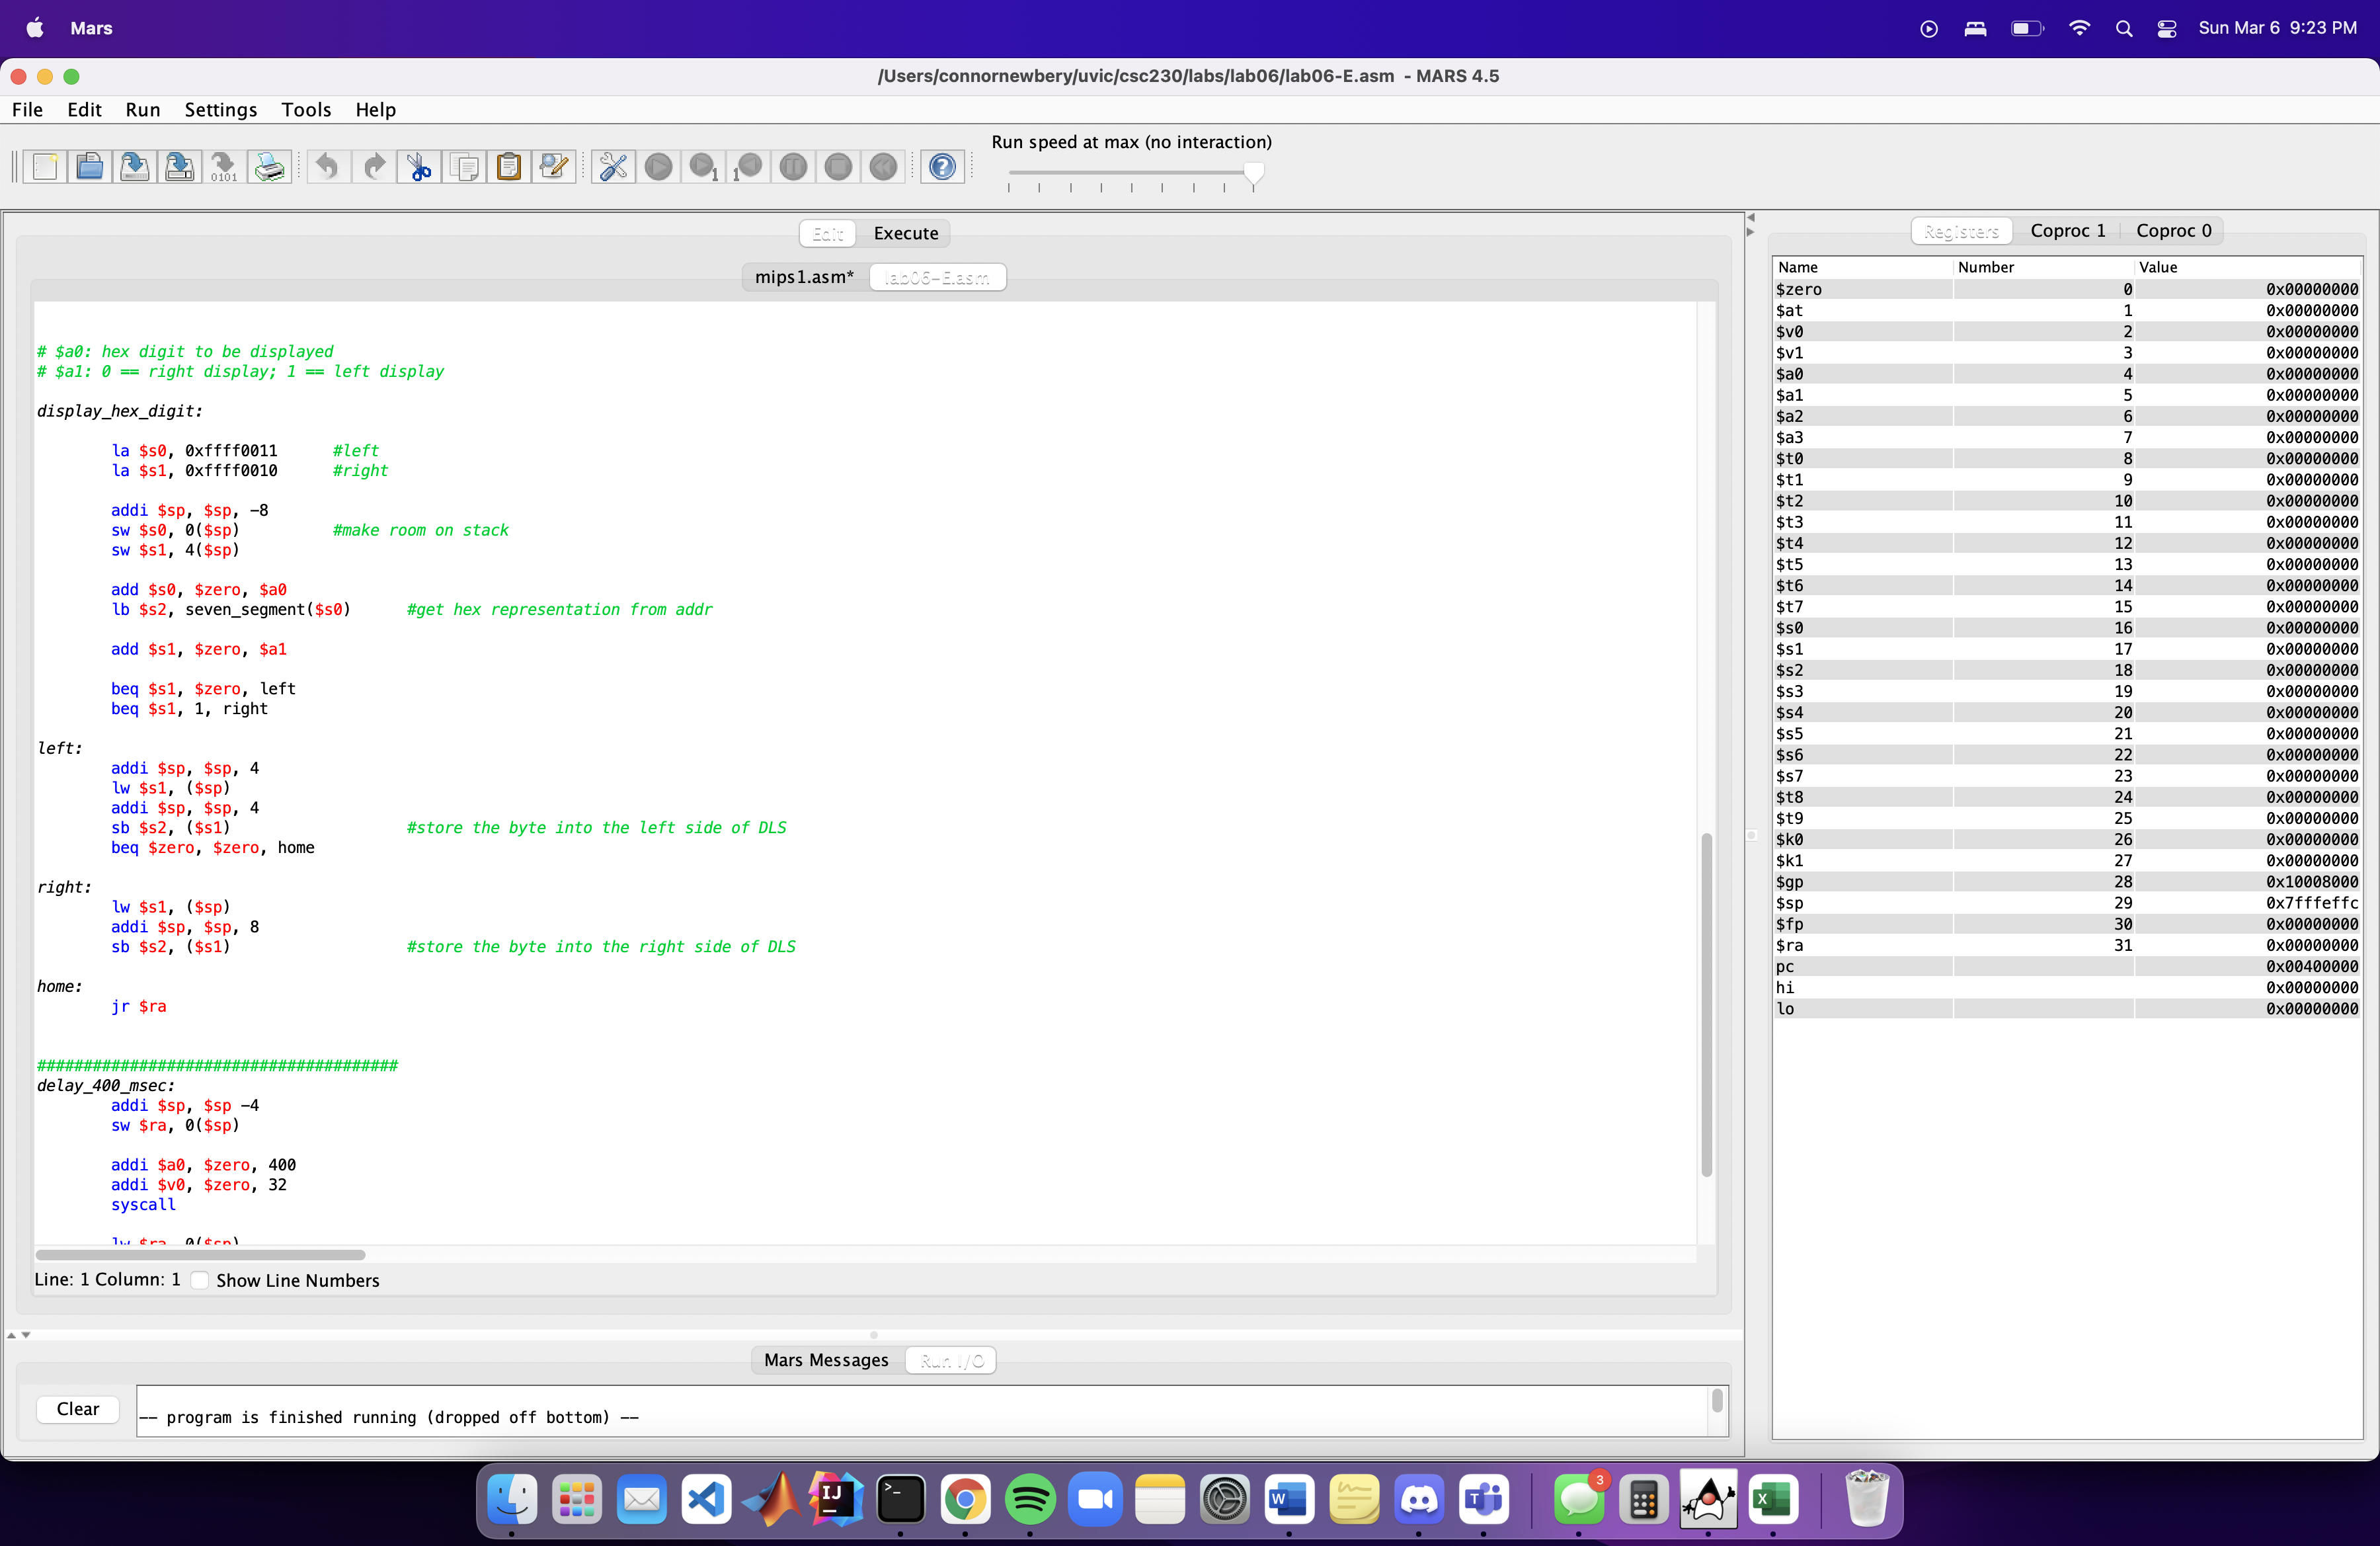 Mars
Sun Mar 6 9:23 PM
/Users/connornewbery/uvic/csc230/labs/lab06/lab06-E.asm - MARS 4.5
File Edit Run Settings Tools Help
Run speed at max (no interaction)
0101
1
1
Edit Execute
mips1.asm* lab06-E.asm
# $a0: hex digit to be displayed
# $a1: 0 == right display; 1 == left display
display_hex_digit:
la $s0, 0xffff0011 #left
la $s1, 0xffff0010 #right
addi $sp, $sp, -8
sw $s0, 0($sp) #make room on stack
sw $s1, 4($sp)
add $s0, $zero, $a0
lb $s2, seven_segment($s0) #get hex representation from addr
add $s1, $zero, $a1
beq $s1, $zero, left
beq $s1, 1, right
left:
addi $sp, $sp, 4
lw $s1, ($sp)
addi $sp, $sp, 4
sb $s2, ($s1) #store the byte into the left side of DLS
beq $zero, $zero, home
right:
lw $s1, ($sp)
addi $sp, $sp, 8
sb $s2, ($s1) #store the byte into the right side of DLS
home:
jr $ra
#######################################
delay_400_msec:
addi $sp, $sp -4
sw $ra, 0($sp)
addi $a0, $zero, 400
addi $v0, $zero, 32
syscall
lw $ra, 0($sp)
Line: 1 Column: 1 Show Line Numbers
Mars Messages Run I/O
Clear
-- program is finished running (dropped off bottom) --
Registers Coproc 1 Coproc 0
Name Number Value
$zero 0 0x00000000
$at 1 0x00000000
$v0 2 0x00000000
$v1 3 0x00000000
$a0 4 0x00000000
$a1 5 0x00000000
$a2 6 0x00000000
$a3 7 0x00000000
$t0 8 0x00000000
$t1 9 0x00000000
$t2 10 0x00000000
$t3 11 0x00000000
$t4 12 0x00000000
$t5 13 0x00000000
$t6 14 0x00000000
$t7 15 0x00000000
$s0 16 0x00000000
$s1 17 0x00000000
$s2 18 0x00000000
$s3 19 0x00000000
$s4 20 0x00000000
$s5 21 0x00000000
$s6 22 0x00000000
$s7 23 0x00000000
$t8 24 0x00000000
$t9 25 0x00000000
$k0 26 0x00000000
$k1 27 0x00000000
$gp 28 0x10008000
$sp 29 0x7fffeffc
$fp 30 0x00000000
$ra 31 0x00000000
pc 0x00400000
hi 0x00000000
lo 0x00000000
IJ
>_
W
T
3
X